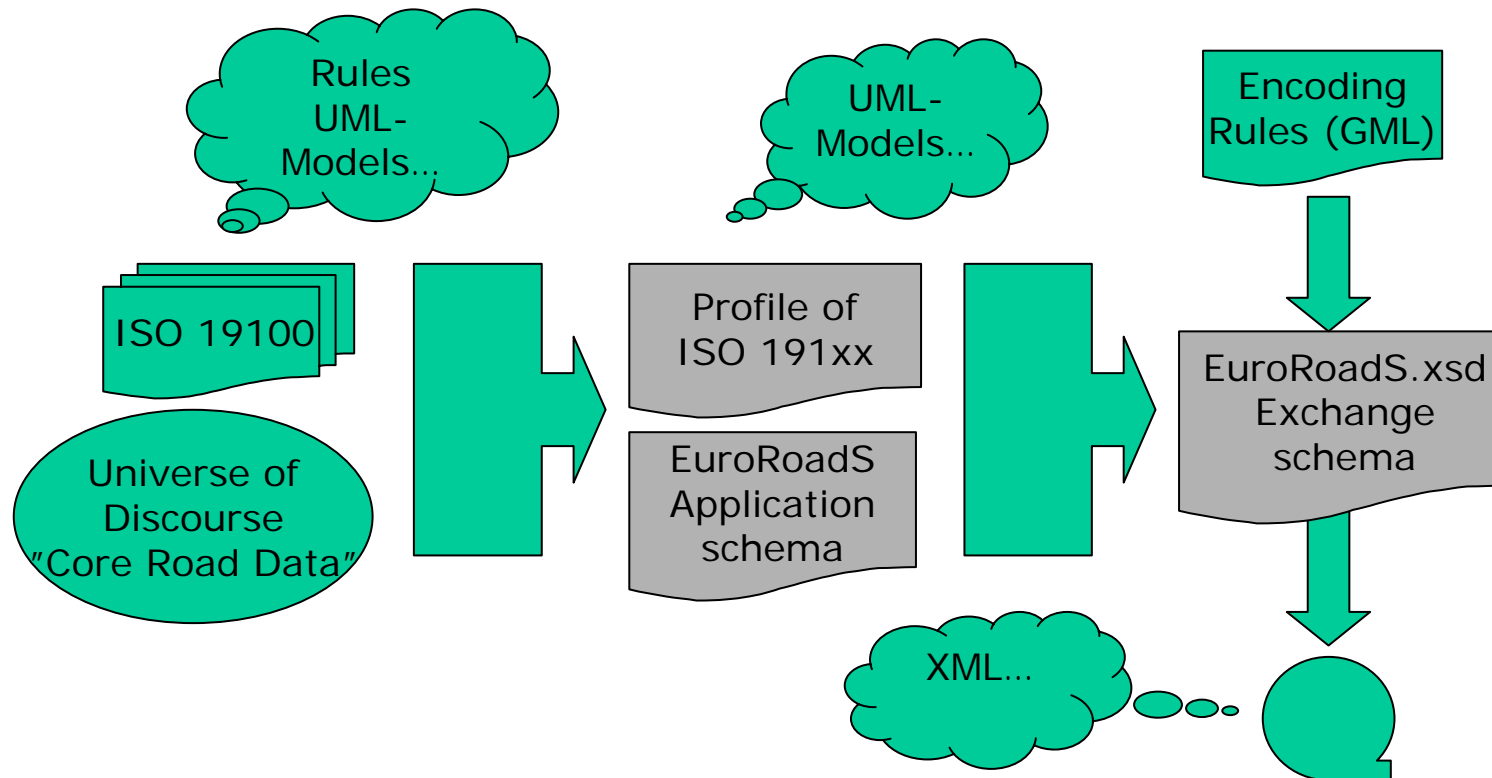 Rules
UML-
Models...
UML-
Models...
Encoding
Rules (GML)
ISO 19100
Universe of
Discourse
"Core Road Data"
Profile of
ISO 191xx
EuroRoadS
Application
schema
EuroRoadS.xsd
Exchange
schema
XML...